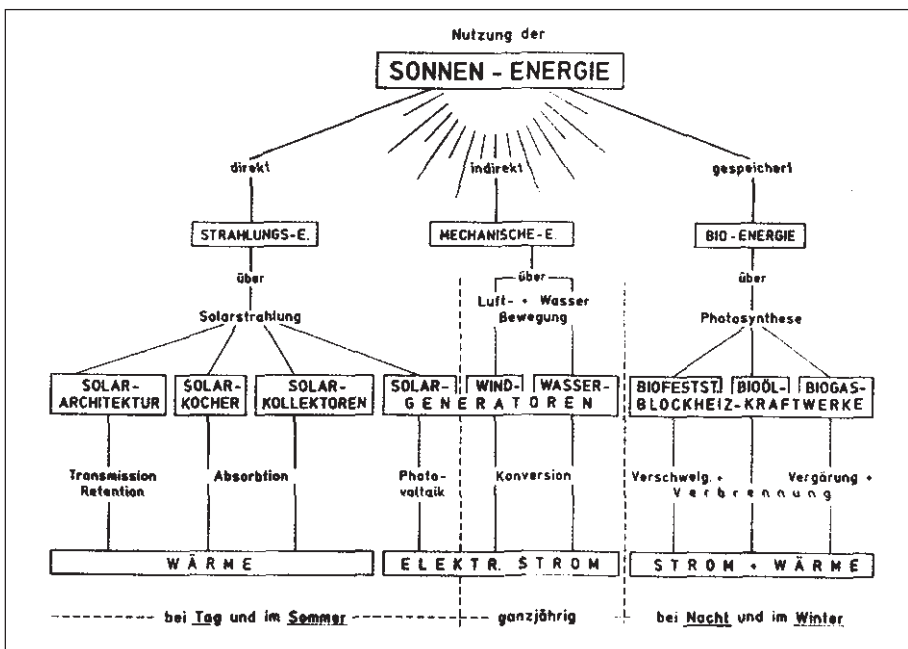 Nutzung der
SONNEN - ENERGIE
direkt indirekt gespeichert
STRAHLUNGS-E. MECHANISCHE-E. BIO-ENERGIE
über über über
Luft- + Wasser
Bewegung
Solarstrahlung Photosynthese
SOLAR- SOLAR- SOLAR- SOLAR- WIND- WASSER- BIOFESTST. BIOÖL- BIOGAS-
ARCHITEKTUR KOCHER KOLLEKTOREN GENERATOREN BLOCKHEIZ-KRAFTWERKE
Transmission Absorbtion Photo- Konversion Verschwelg. + Vergärung +
Retention voltaik Verbrennung
WÄRME ELEKTR. STROM STROM + WÄRME
bei Tag und im Sommer ganzjährig bei Nacht und im Winter